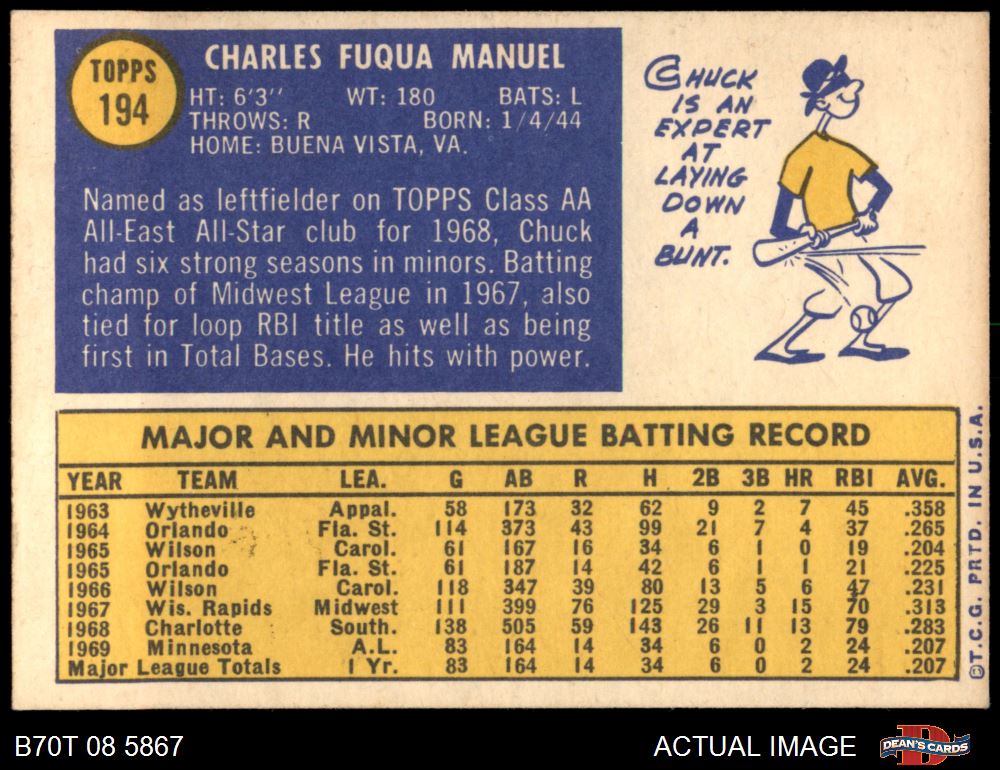 TOPPS
194
CHARLES FUQUA MANUEL
HT: 6'3'' WT: 180 BATS: L
THROWS: R BORN: 1/4/44
HOME: BUENA VISTA, VA.
Named as leftfielder on TOPPS Class AA
All-East All-Star club for 1968, Chuck
had six strong seasons in minors. Batting
champ of Midwest League in 1967, also
tied for loop RBI title as well as being
first in Total Bases. He hits with power.
CHUCK
IS AN
EXPERT
AT
LAYING
DOWN
A
BUNT.
MAJOR AND MINOR LEAGUE BATTING RECORD
YEAR TEAM LEA. G AB R H 2B 3B HR RBI AVG.
1963 Wytheville Appal. 58 173 32 62 9 2 7 45 .358
1964 Orlando Fla. St. 114 373 43 99 21 7 4 37 .265
1965 Wilson Carol. 61 167 16 34 6 1 0 19 .204
1965 Orlando Fla. St. 61 187 14 42 6 1 1 21 .225
1966 Wilson Carol. 118 347 39 80 13 5 6 47 .231
1967 Wis. Rapids Midwest 111 399 76 125 29 3 15 70 .313
1968 Charlotte South. 138 505 59 143 26 11 13 79 .283
1969 Minnesota A.L. 83 164 14 34 6 0 2 24 .207
Major League Totals 1 Yr. 83 164 14 34 6 0 2 24 .207
©T.C.G. PRTD. IN U.S.A.
B70T 08 5867
ACTUAL IMAGE
D
DEAN'S CARDS